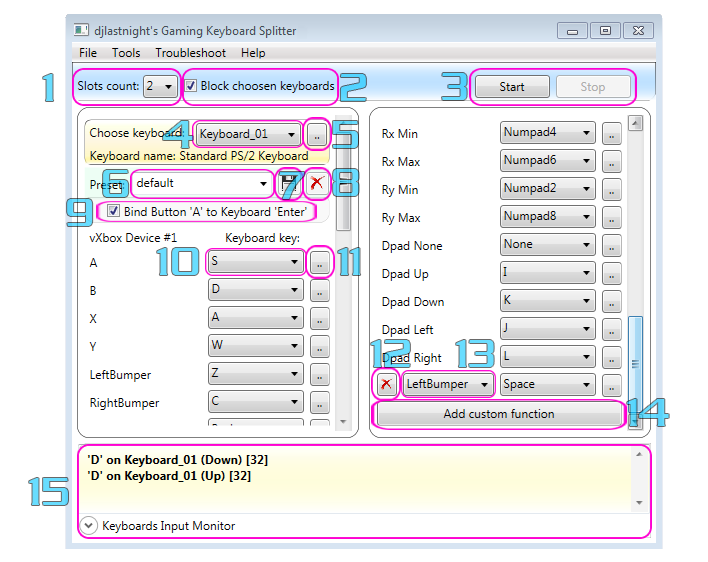 djlastnight's Gaming Keyboard Splitter
File Tools Troubleshoot Help
1 Slots count: 2 Block choosen keyboards 2 3 Start Stop
Choose keyboard: 4 Keyboard_01 .. 5
Keyboard name: Standard PS/2 Keyboard
Preset: 6 default 7 8
9 Bind Button 'A' to Keyboard 'Enter'
vXbox Device #1 Keyboard key:
A 10 S .. 11
B D ..
X A ..
Y W ..
LeftBumper Z ..
RightBumper C ..
Rx Min Numpad4 ..
Rx Max Numpad6 ..
Ry Min Numpad2 ..
Ry Max Numpad8 ..
Dpad None None ..
Dpad Up I ..
Dpad Down K ..
Dpad Left J ..
12 Dpad Right 13 L ..
LeftBumper Space ..
Add custom function 14
15
'D' on Keyboard_01 (Down) [32]
'D' on Keyboard_01 (Up) [32]
Keyboards Input Monitor